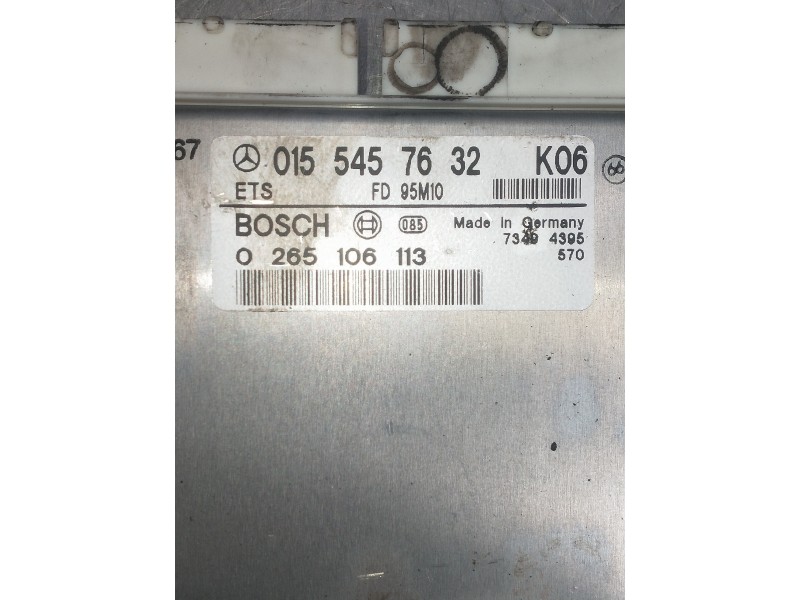 67
015 545 76 32 K06
ETS FD 95M10
BOSCH 085 Made in Germany
4395
0 265 106 113 570